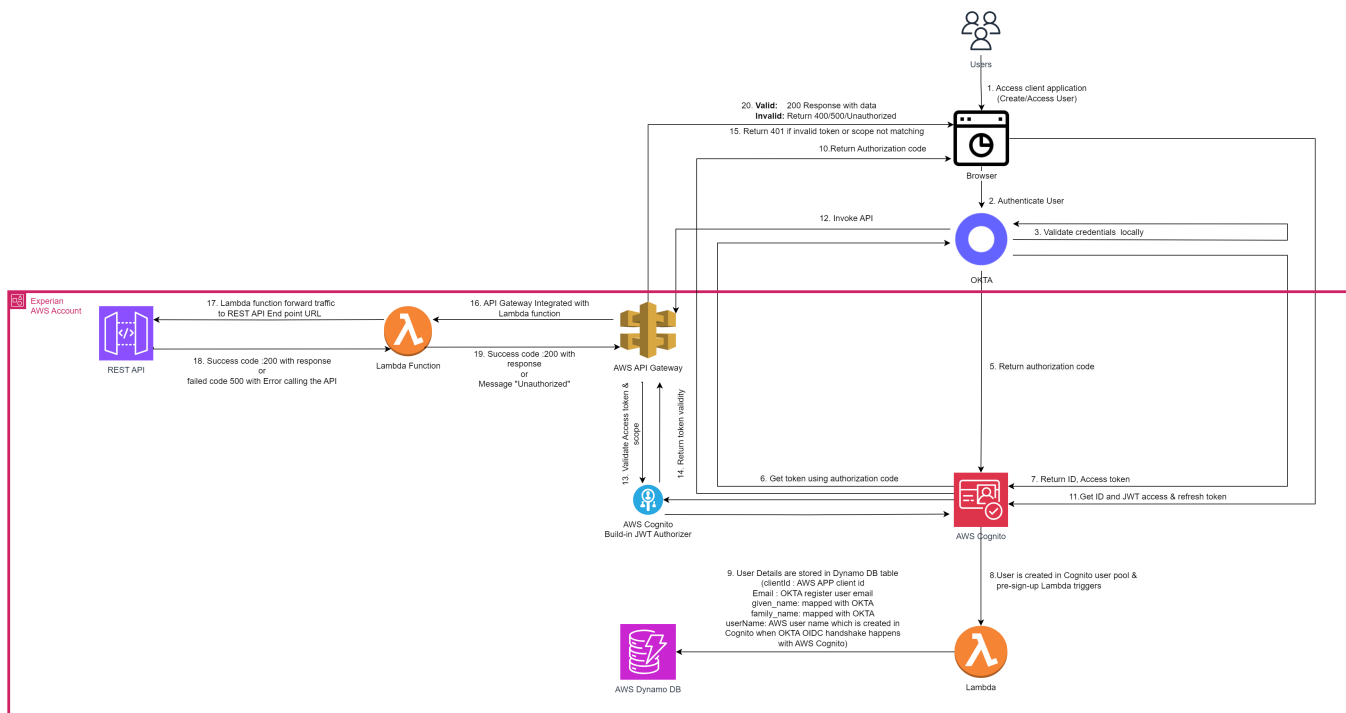 Users
1. Access client application
(Create/Access User)
20. Valid: 200 Response with data
Invalid: Return 400/500/Unauthorized
15. Return 401 if invalid token or scope not matching
10.Return Authorization code
Browser
2. Authenticate User
12. Invoke API
3. Validate credentials locally
OKTA
Experian
AWS Account
17. Lambda function forward traffic
to REST API End point URL
16. API Gateway Integrated with
Lambda function
REST API
18. Success code :200 with response
or
failed code 500 with Error calling the API
Lambda Function
19. Success code :200 with
response
or
Message "Unauthorized"
AWS API Gateway
5. Return authorization code
13. Validate Access token &
scope
14. Return token validity
6. Get token using authorization code
7. Return ID, Access token
11.Get ID and JWT access & refresh token
AWS Cognito
Build-in JWT Authorizer
AWS Cognito
9. User Details are stored in Dynamo DB table
(clientId : AWS APP client id
Email : OKTA register user email
given_name: mapped with OKTA
family_name: mapped with OKTA
userName: AWS user name which is created in
Cognito when OKTA OIDC handshake happens
with AWS Cognito)
8.User is created in Cognito user pool &
pre-sign-up Lambda triggers
AWS Dynamo DB
Lambda